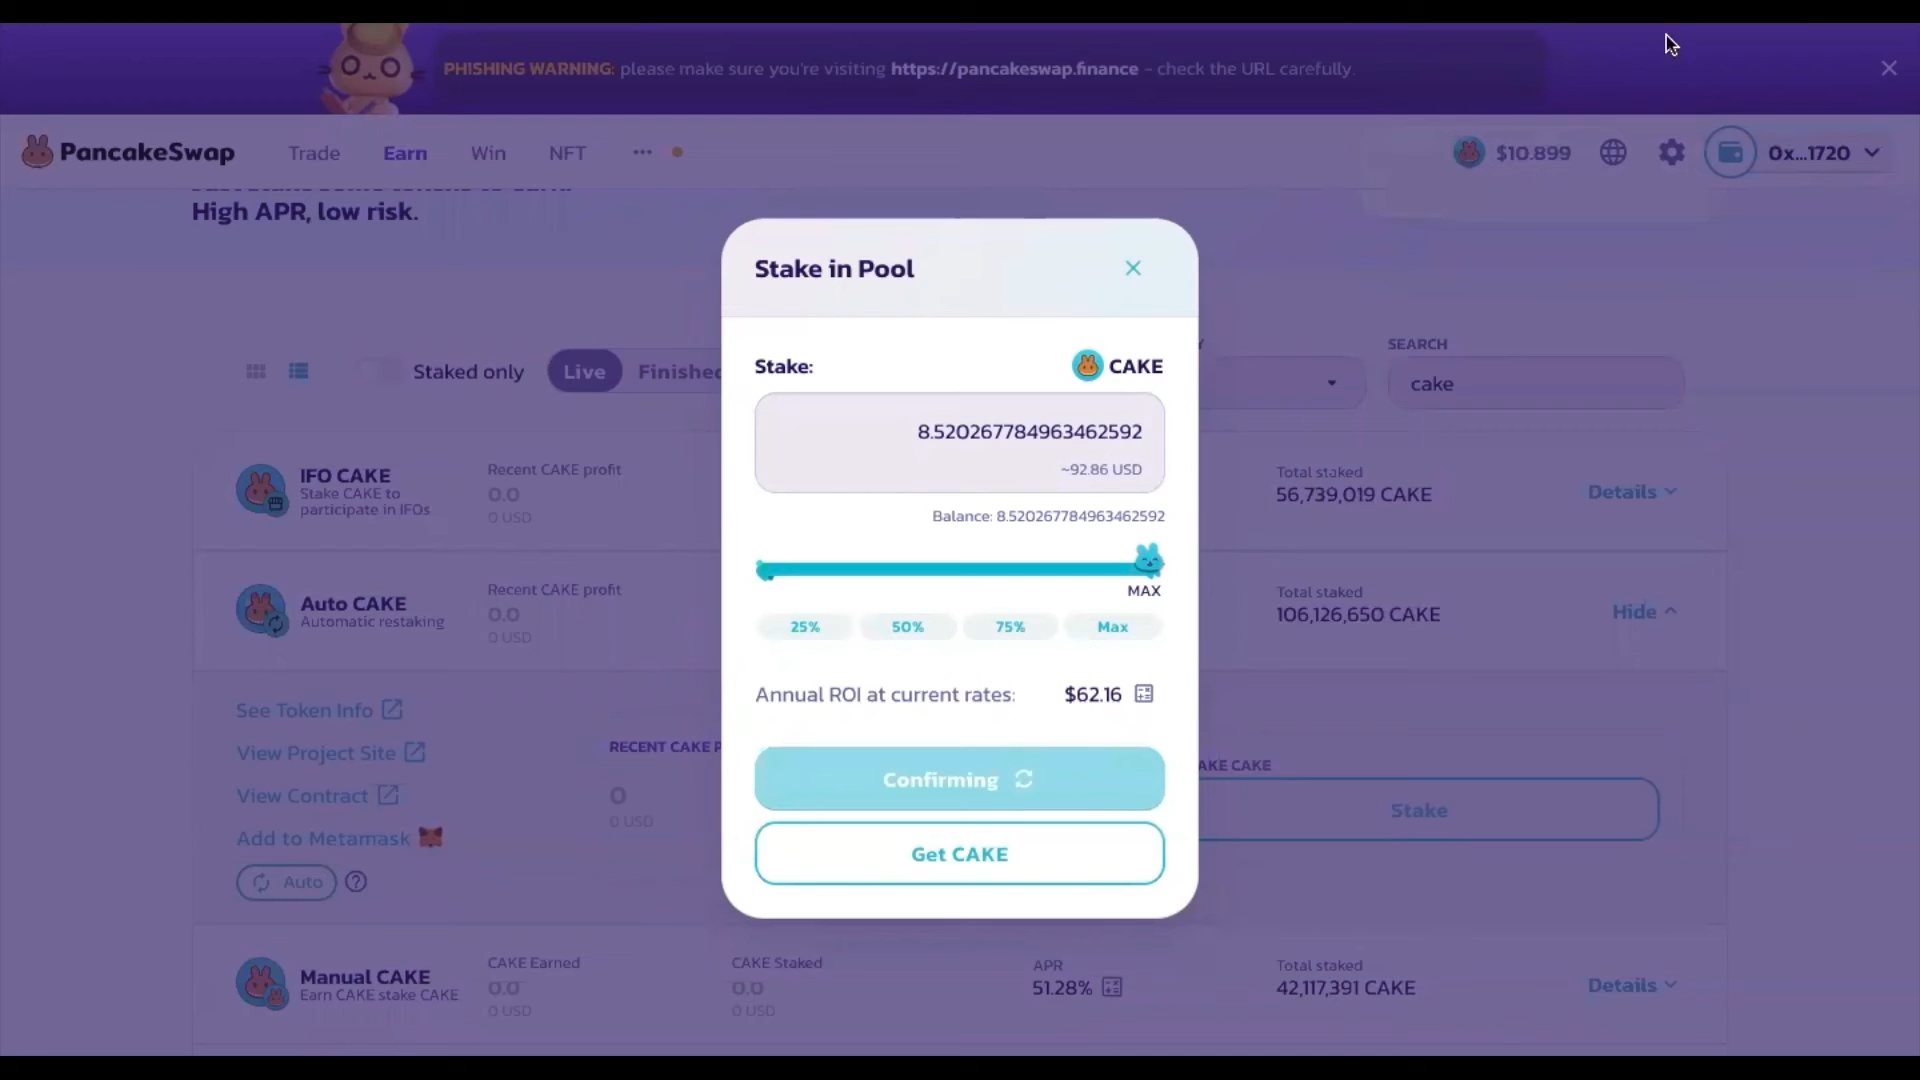 PHISHING WARNING: please make sure you're visiting https://pancakeswap.finance - check the URL carefully.
PancakeSwap
Trade
Earn
Win
NFT
$10.899
0x...1720
High APR, low risk.
Stake in Pool
Stake:
CAKE
8.520267784963462592
~92.86 USD
Balance: 8.520267784963462592
MAX
25%
50%
75%
Max
Annual ROI at current rates:
$62.16
Confirming
Get CAKE
Staked only
Live
Finished
SEARCH
cake
IFO CAKE
Stake CAKE to
participate in IFOs
Recent CAKE profit
0.0
0 USD
Total staked
56,739,019 CAKE
Details
Auto CAKE
Automatic restaking
Recent CAKE profit
0.0
0 USD
Total staked
106,126,650 CAKE
Hide
See Token Info
View Project Site
View Contract
Add to Metamask
Auto
RECENT CAKE P
0
0 USD
AKE CAKE
Stake
Manual CAKE
Earn CAKE stake CAKE
CAKE Earned
0.0
0 USD
CAKE Staked
0.0
0 USD
APR
51.28%
Total staked
42,117,391 CAKE
Details